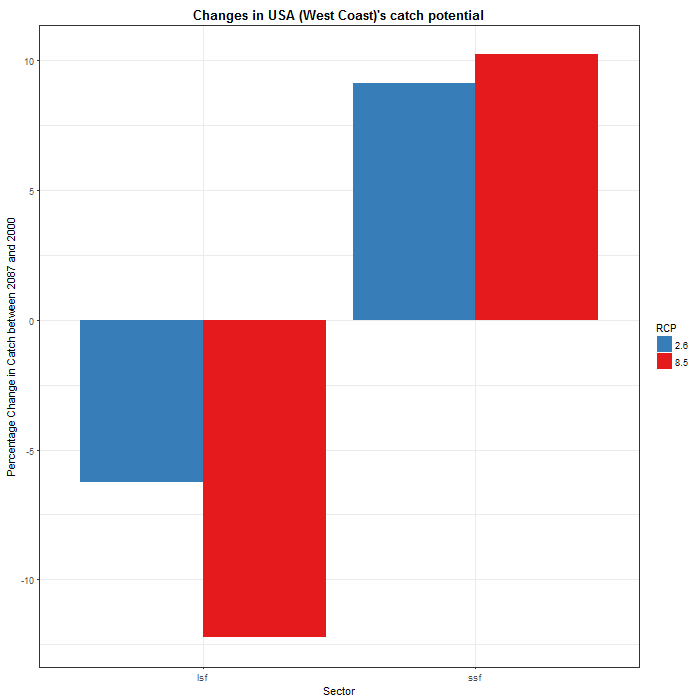 Changes in USA (West Coast)'s catch potential
Percentage Change in Catch between 2087 and 2000
10
5
0
-5
-10
lsf
ssf
Sector
RCP
2.6
8.5